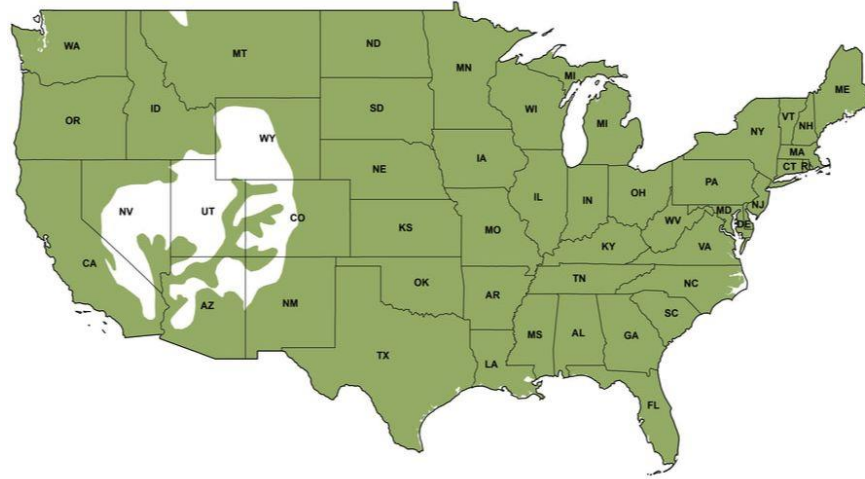 WA
MT
ND
MN
MI
ME
OR
ID
WY
SD
WI
MI
NY
VT
NH
MA
CT
RI
NV
UT
CO
NE
IA
IL
IN
OH
PA
NJ
MD
DE
CA
KS
MO
KY
WV
VA
AZ
NM
OK
AR
TN
NC
SC
TX
LA
MS
AL
GA
FL